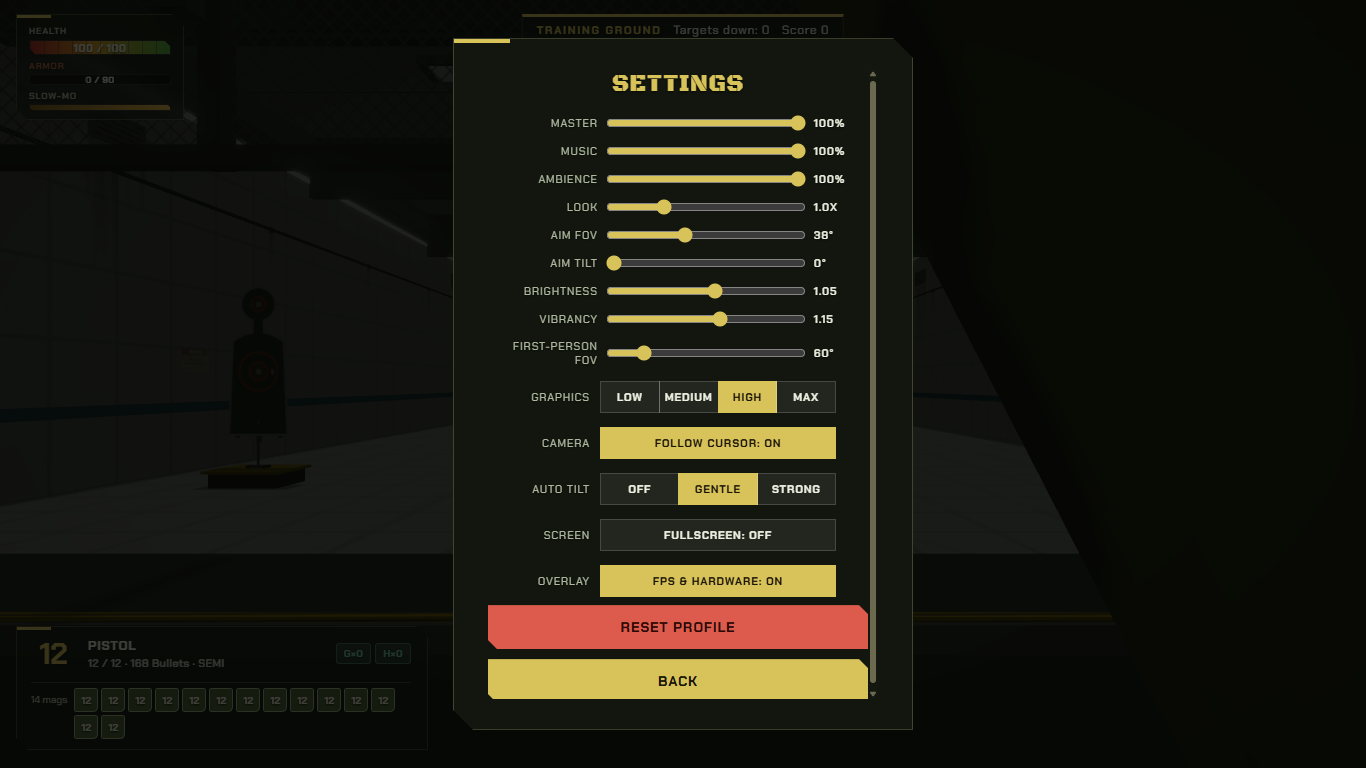 HEALTH
100 / 100
ARMOR
0 / 90
SLOW-MO
TRAINING GROUND Targets down: 0 Score 0
SETTINGS
MASTER 100%
MUSIC 100%
AMBIENCE 100%
LOOK 1.0X
AIM FOV 38°
AIM TILT 0°
BRIGHTNESS 1.05
VIBRANCY 1.15
FIRST-PERSON
FOV 60°
GRAPHICS LOW MEDIUM HIGH MAX
CAMERA FOLLOW CURSOR: ON
AUTO TILT OFF GENTLE STRONG
SCREEN FULLSCREEN: OFF
OVERLAY FPS & HARDWARE: ON
RESET PROFILE
BACK
12 PISTOL
12 / 12 · 168 Bullets · SEMI
G×0 H×0
14 mags 12 12 12 12 12 12 12 12 12 12 12 12
12 12